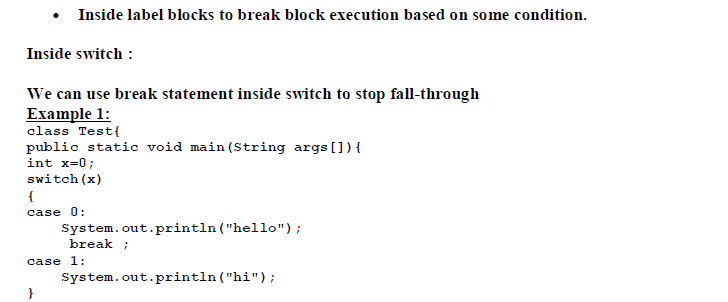 • Inside label blocks to break block execution based on some condition.
Inside switch :
We can use break statement inside switch to stop fall-through
Example 1:
class Test{
public static void main(String args[]){
int x=0;
switch(x)
{
case 0:
System.out.println("hello");
break ;
case 1:
System.out.println("hi");
}